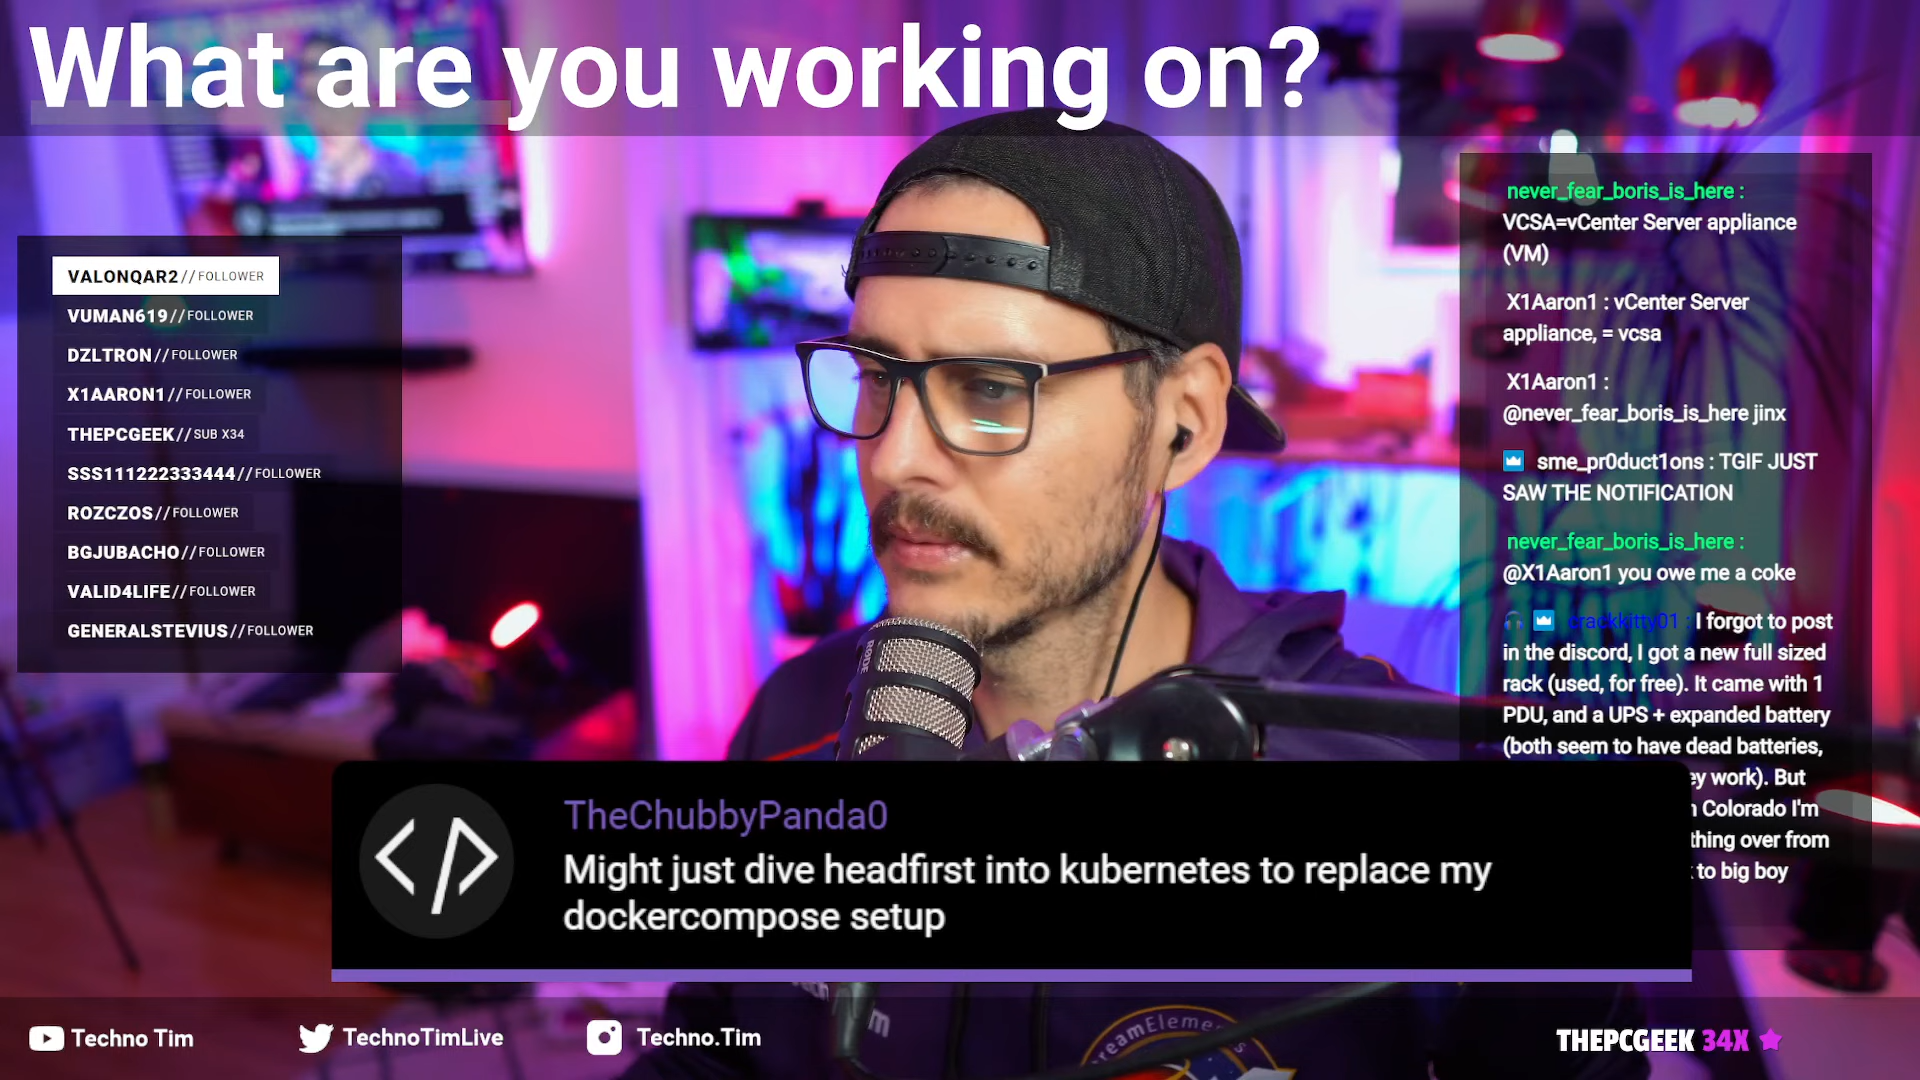 What are you working on?
VALONQAR2//FOLLOWER
VUMAN619//FOLLOWER
DZLTRON//FOLLOWER
X1AARON1//FOLLOWER
THEPCGEEK//SUB X34
SSS111222333444//FOLLOWER
ROZCZOS//FOLLOWER
BGJUBACHO//FOLLOWER
VALID4LIFE//FOLLOWER
GENERALSTEVIUS//FOLLOWER
never_fear_boris_is_here :
VCSA=vCenter Server appliance
(VM)
X1Aaron1 : vCenter Server
appliance, = vcsa
X1Aaron1 :
@never_fear_boris_is_here jinx
sme_pr0duct1ons : TGIF JUST
SAW THE NOTIFICATION
never_fear_boris_is_here :
@X1Aaron1 you owe me a coke
crackkitty01 : I forgot to post
in the discord, I got a new full sized
rack (used, for free). It came with 1
PDU, and a UPS + expanded battery
(both seem to have dead batteries,
work). But
Colorado I'm
over from
to big boy
RODE
TheChubbyPanda0
Might just dive headfirst into kubernetes to replace my
dockercompose setup
Techno Tim
TechnoTimLive
Techno.Tim
THEPCGEEK 34X